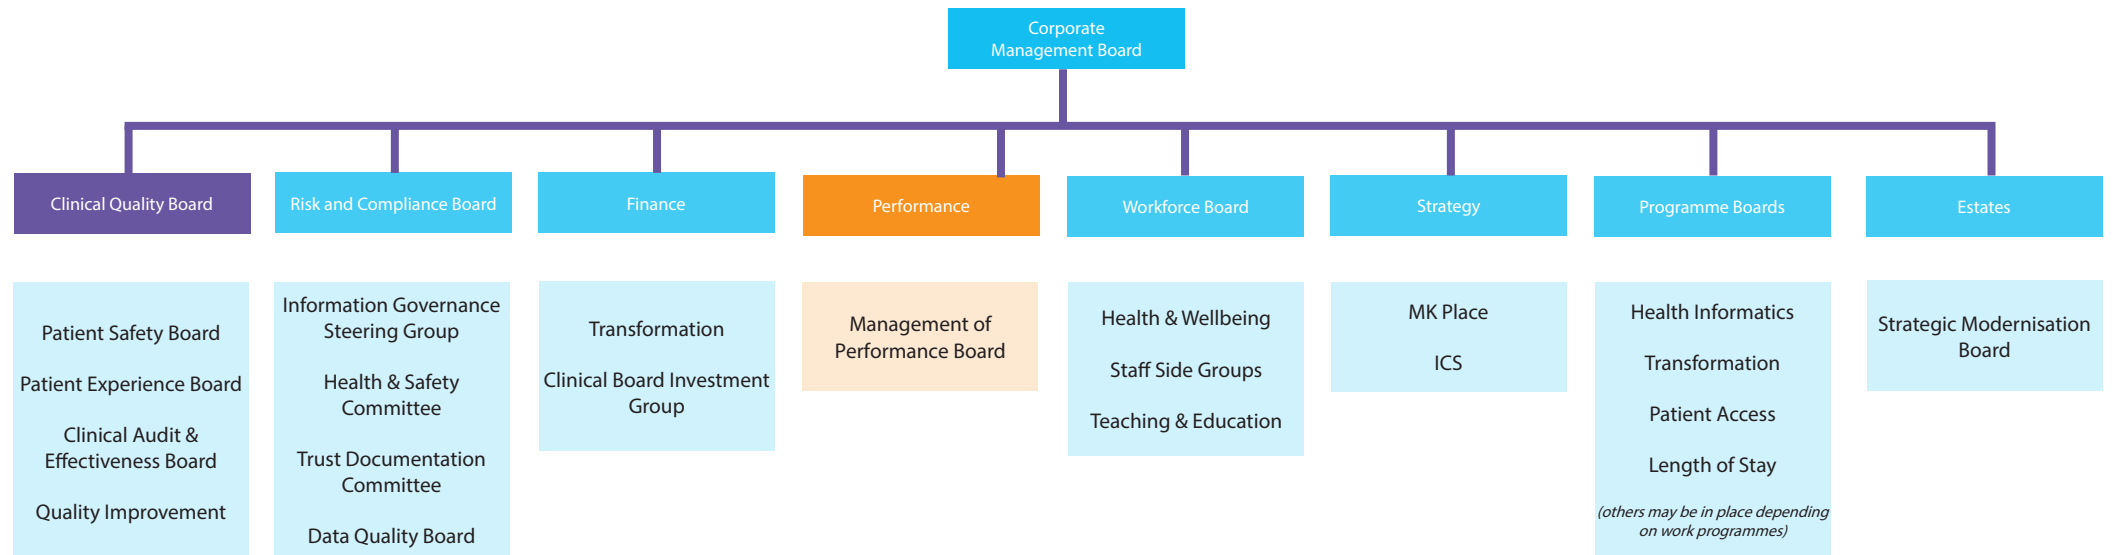 Corporate
Management Board
Clinical Quality Board
Risk and Compliance Board
Finance
Performance
Workforce Board
Strategy
Programme Boards
Estates
Patient Safety Board
Patient Experience Board
Clinical Audit &
Effectiveness Board
Quality Improvement
Information Governance
Steering Group
Health & Safety
Committee
Trust Documentation
Committee
Data Quality Board
Transformation
Clinical Board Investment
Group
Management of
Performance Board
Health & Wellbeing
Staff Side Groups
Teaching & Education
MK Place
ICS
Health Informatics
Transformation
Patient Access
Length of Stay
(others may be in place depending
on work programmes)
Strategic Modernisation
Board